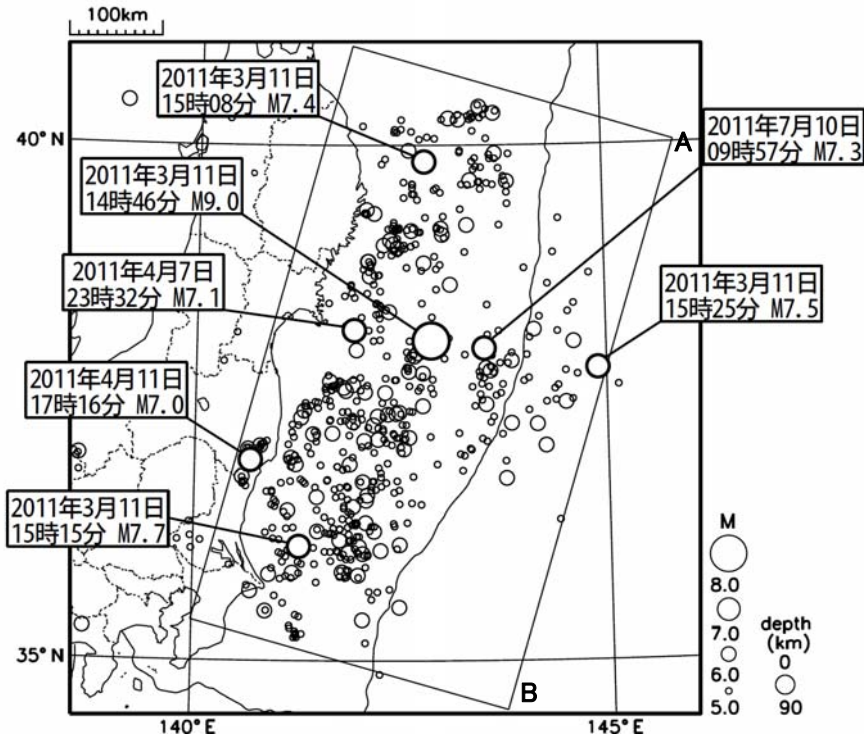 100km
2011年3月11日
15時08分 M7.4
40°N
A
2011年7月10日
09時57分 M7.3
2011年3月11日
14時46分 M9.0
2011年4月7日
23時32分 M7.1
2011年3月11日
15時25分 M7.5
2011年4月11日
17時16分 M7.0
2011年3月11日
15時15分 M7.7
M
8.0
7.0
6.0
5.0
depth
(km)
0
90
35°N
B
140°E
145°E